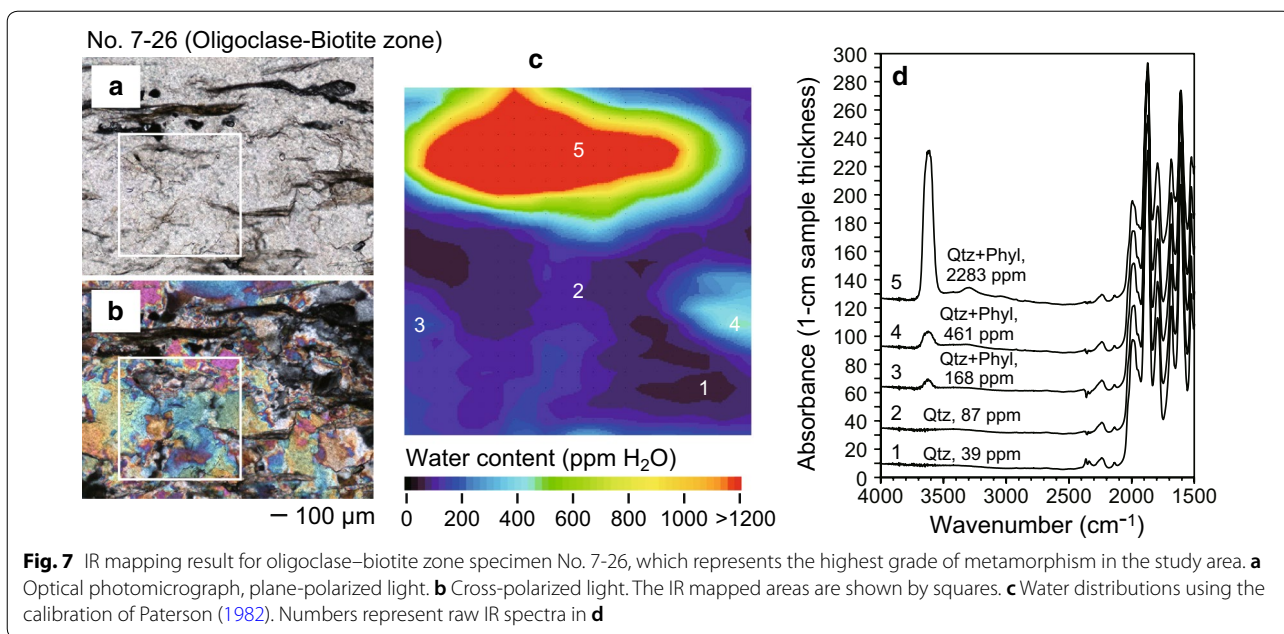 No. 7-26 (Oligoclase-Biotite zone)
a
b
— 100 μm
c
5
2
3
4
1
Water content (ppm H₂O)
0 200 400 600 800 1000 >1200
d
Absorbance (1-cm sample thickness)
300
280
260
240
220
200
180
160
140
120
100
80
60
40
20
0
5 Qtz+Phyl,
2283 ppm
4 Qtz+Phyl,
461 ppm
3 Qtz+Phyl,
168 ppm
2 Qtz, 87 ppm
1 Qtz, 39 ppm
4000 3500 3000 2500 2000 1500
Wavenumber (cm⁻¹)
Fig. 7 IR mapping result for oligoclase–biotite zone specimen No. 7-26, which represents the highest grade of metamorphism in the study area. a
Optical photomicrograph, plane-polarized light. b Cross-polarized light. The IR mapped areas are shown by squares. c Water distributions using the
calibration of Paterson (1982). Numbers represent raw IR spectra in d